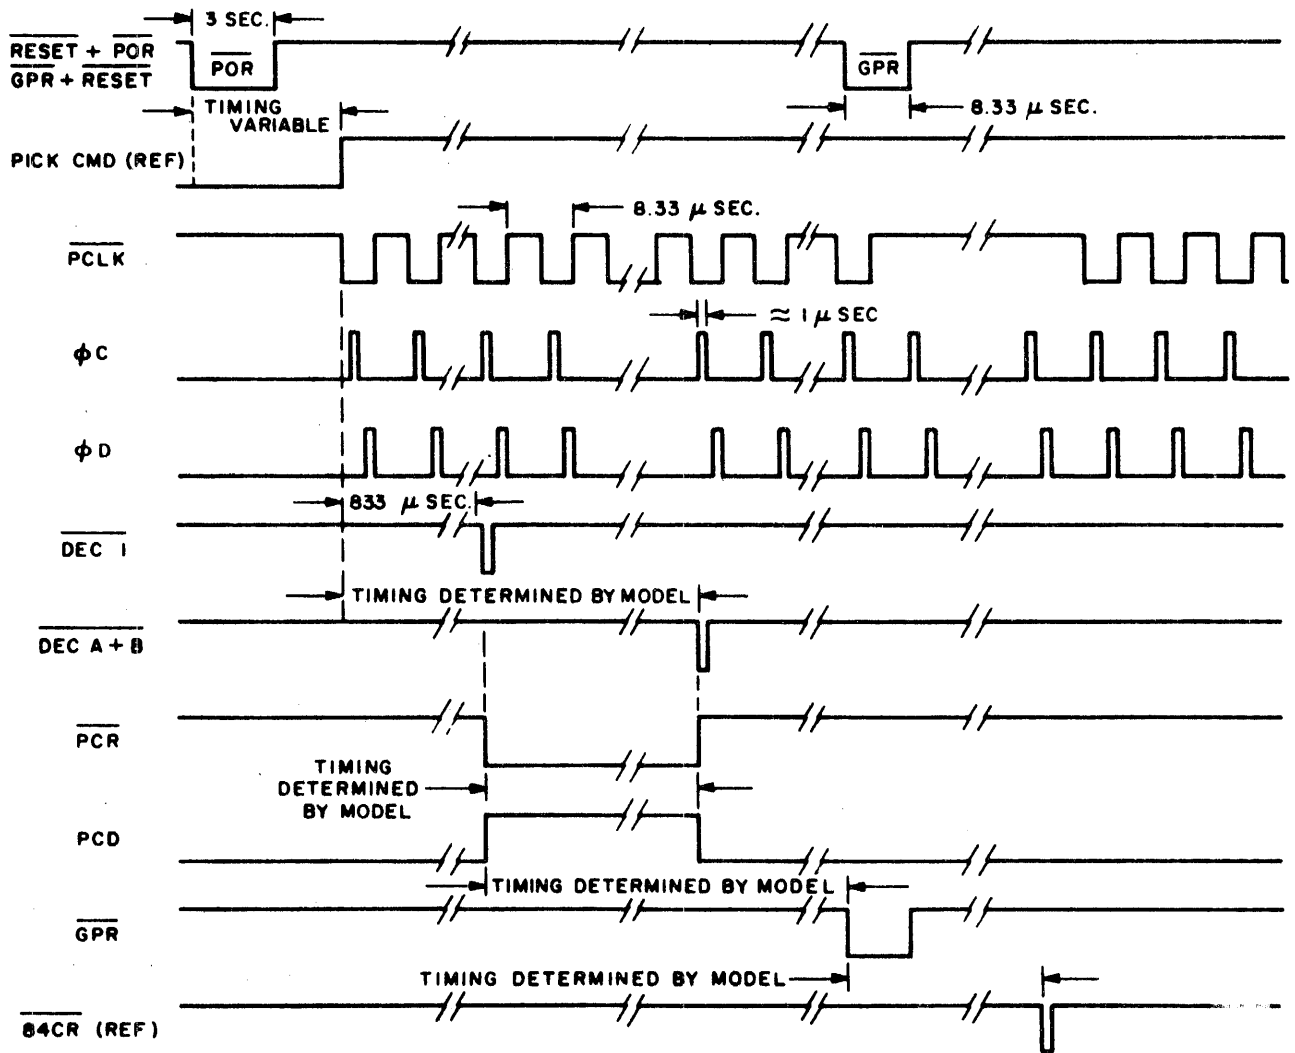 3 SEC.
RESET + POR
GPR + RESET
POR
GPR
TIMING
VARIABLE
8.33 μ SEC.
PICK CMD (REF)
8.33 μ SEC.
PCLK
≈ 1 μ SEC
φC
φD
833 μ SEC.
DEC 1
TIMING DETERMINED BY MODEL
DEC A + B
PCR
TIMING
DETERMINED
BY MODEL
PCD
TIMING DETERMINED BY MODEL
GPR
TIMING DETERMINED BY MODEL
84CR (REF)